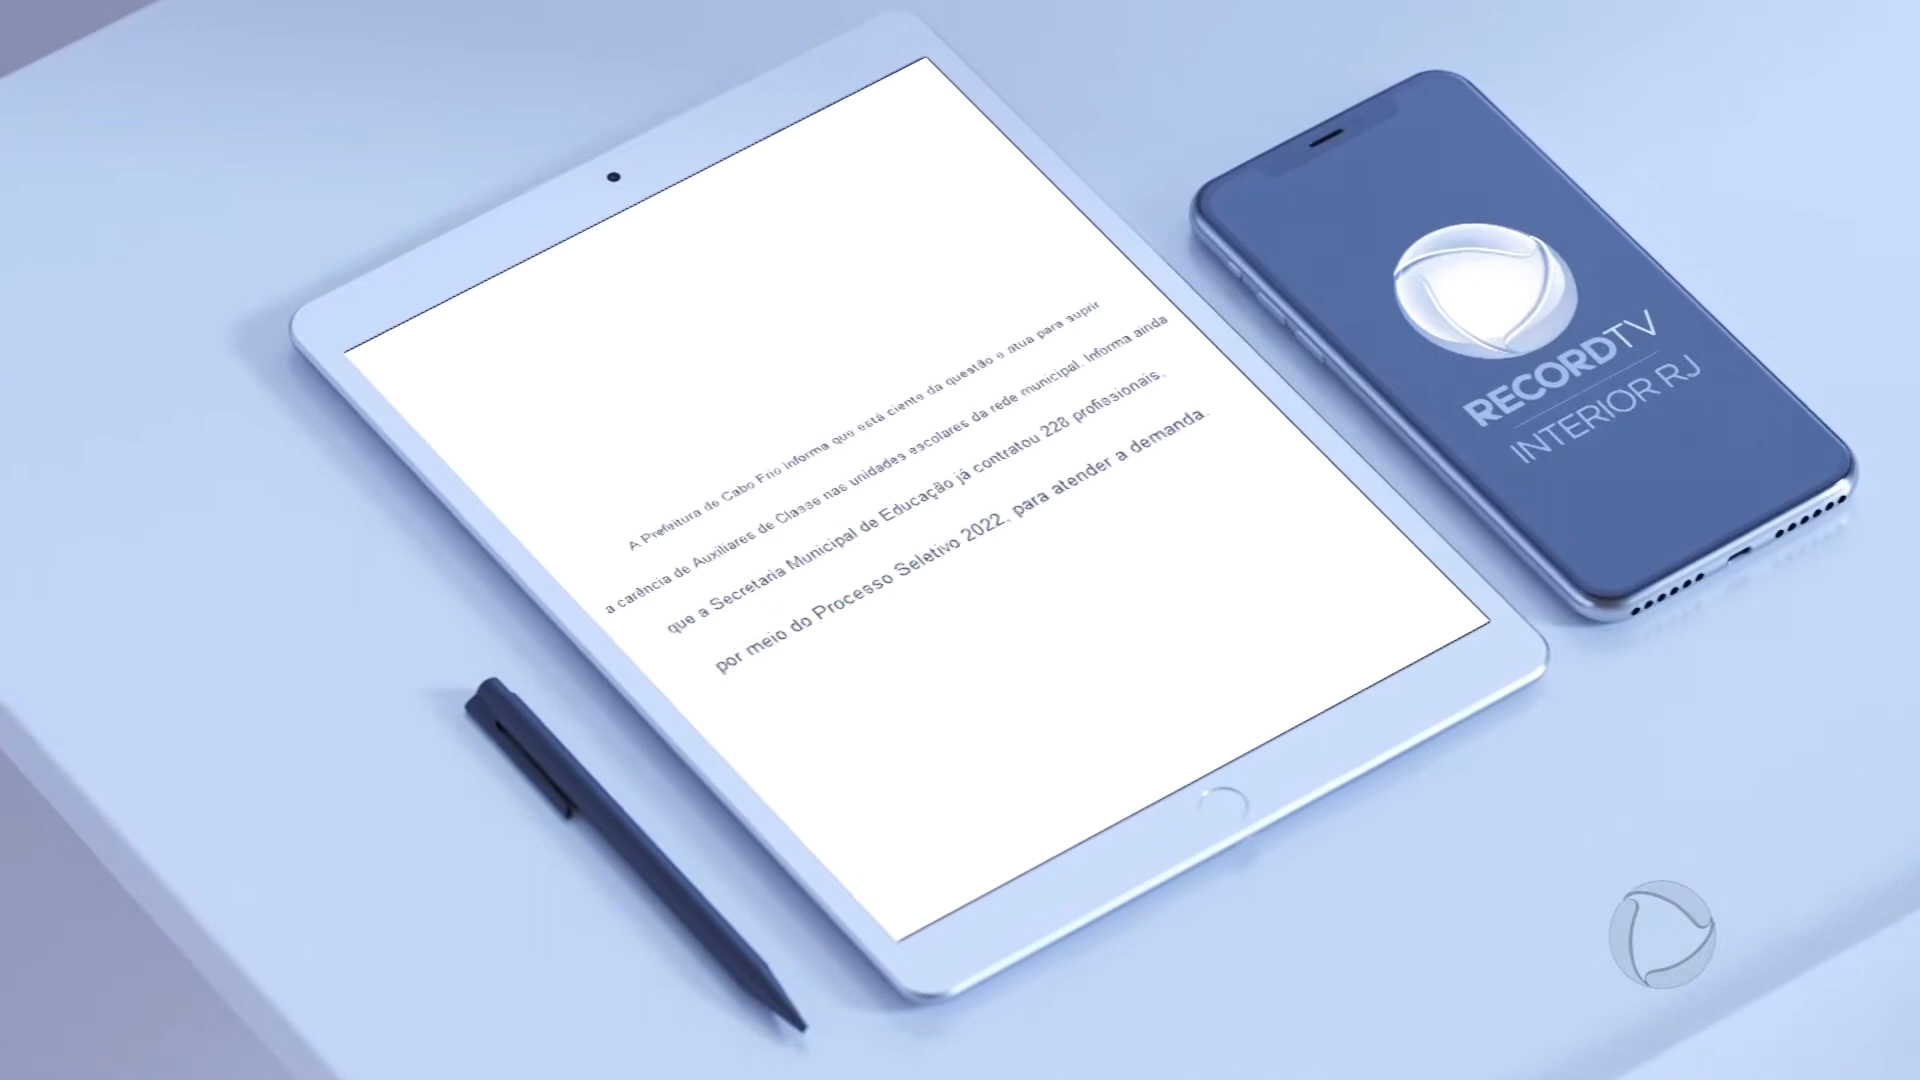 A Prefeitura de Cabo Frio informa que está ciente da questão e atua para suprir
a carência de Auxiliares de Classe nas unidades escolares da rede municipal. Informa ainda
que a Secretaria Municipal de Educação já contratou 228 profissionais,
por meio do Processo Seletivo 2022, para atender a demanda.
RECORDTV
INTERIOR RJ